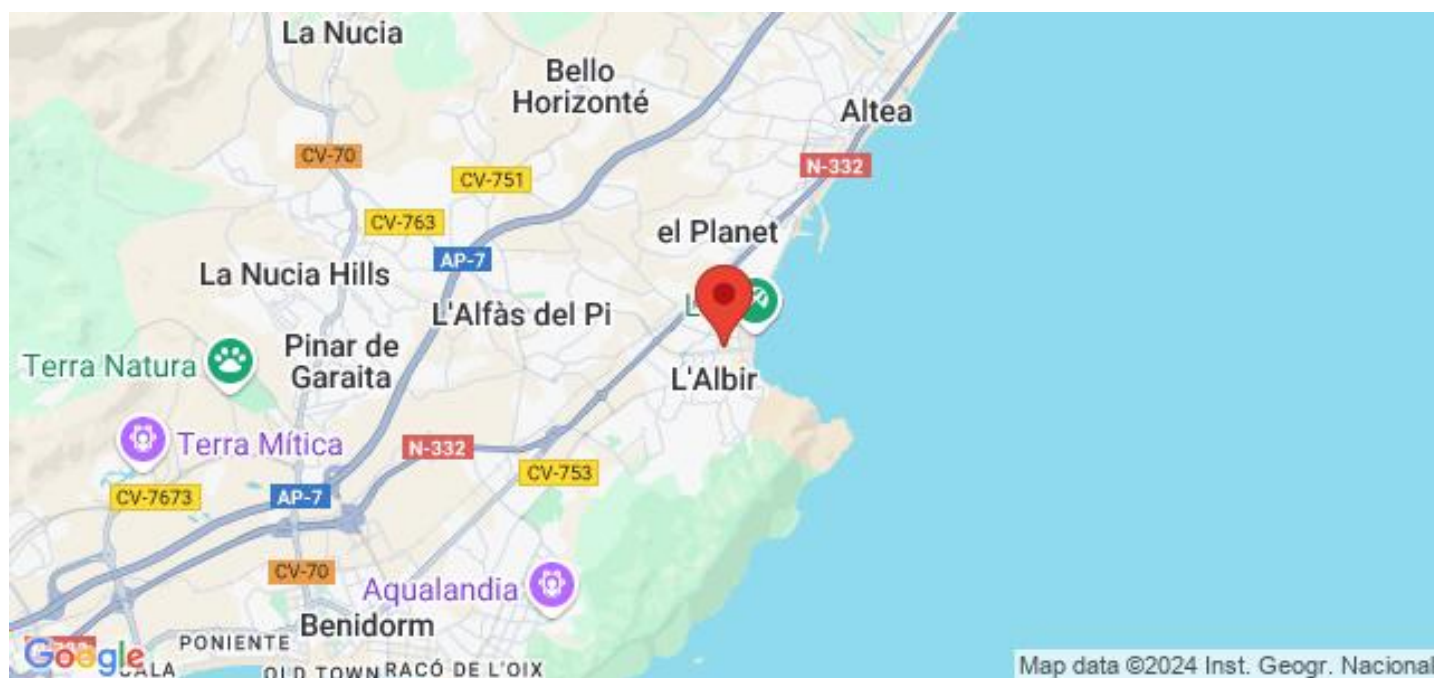 La Nucia
Bello
Horizonté
Altea
CV-70
N-332
CV-751
CV-763
el Planet
AP-7
La Nucia Hills
L'Alfàs del Pi
Pinar de
Garaita
Terra Natura
L'Albir
Terra Mítica
N-332
CV-753
CV-7673
AP-7
CV-70
Aqualandia
Benidorm
PONIENTE
Google
CALA
OLD TOWN
RACÓ DE L'OIX
Map data ©2024 Inst. Geogr. Nacional